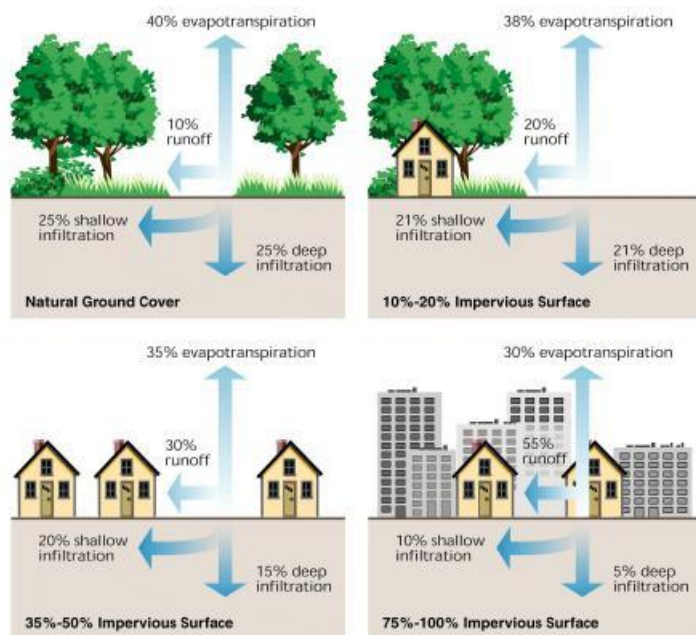 40% evapotranspiration
10%
runoff
25% shallow
infiltration
25% deep
infiltration
Natural Ground Cover
38% evapotranspiration
20%
runoff
21% shallow
infiltration
21% deep
infiltration
10%-20% Impervious Surface
35% evapotranspiration
30%
runoff
20% shallow
infiltration
15% deep
infiltration
35%-50% Impervious Surface
30% evapotranspiration
55%
runoff
10% shallow
infiltration
5% deep
infiltration
75%-100% Impervious Surface